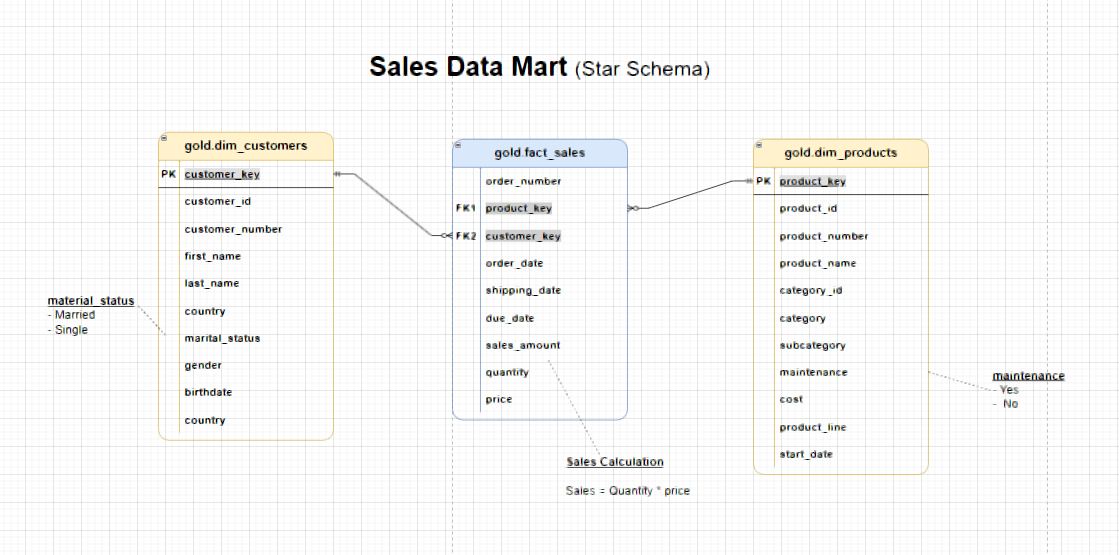 Sales Data Mart (Star Schema)
gold.dim_customers
PK customer_key
customer_id
customer_number
first_name
last_name
country
marital_status
gender
birthdate
country
material_status
- Married
- Single
gold.fact_sales
order_number
FK1 product_key
FK2 customer_key
order_date
shipping_date
due_date
sales_amount
quantity
price
Sales Calculation
Sales = Quantity * price
gold.dim_products
PK product_key
product_id
product_number
product_name
category_id
category
subcategory
maintenance
cost
product_line
start_date
maintenance
- Yes
- No